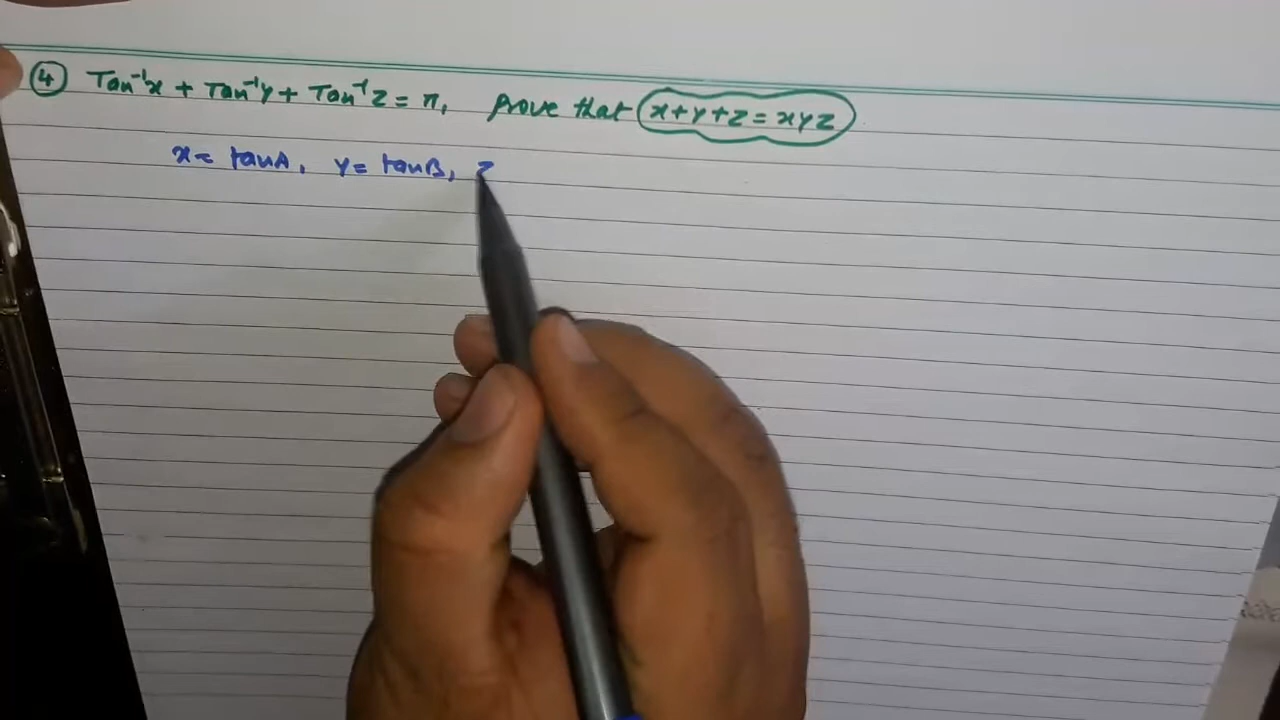 ④ Tan⁻¹x + Tan⁻¹y + Tan⁻¹z = π, prove that x+y+z = xyz
x = tanA, y = tanB, z